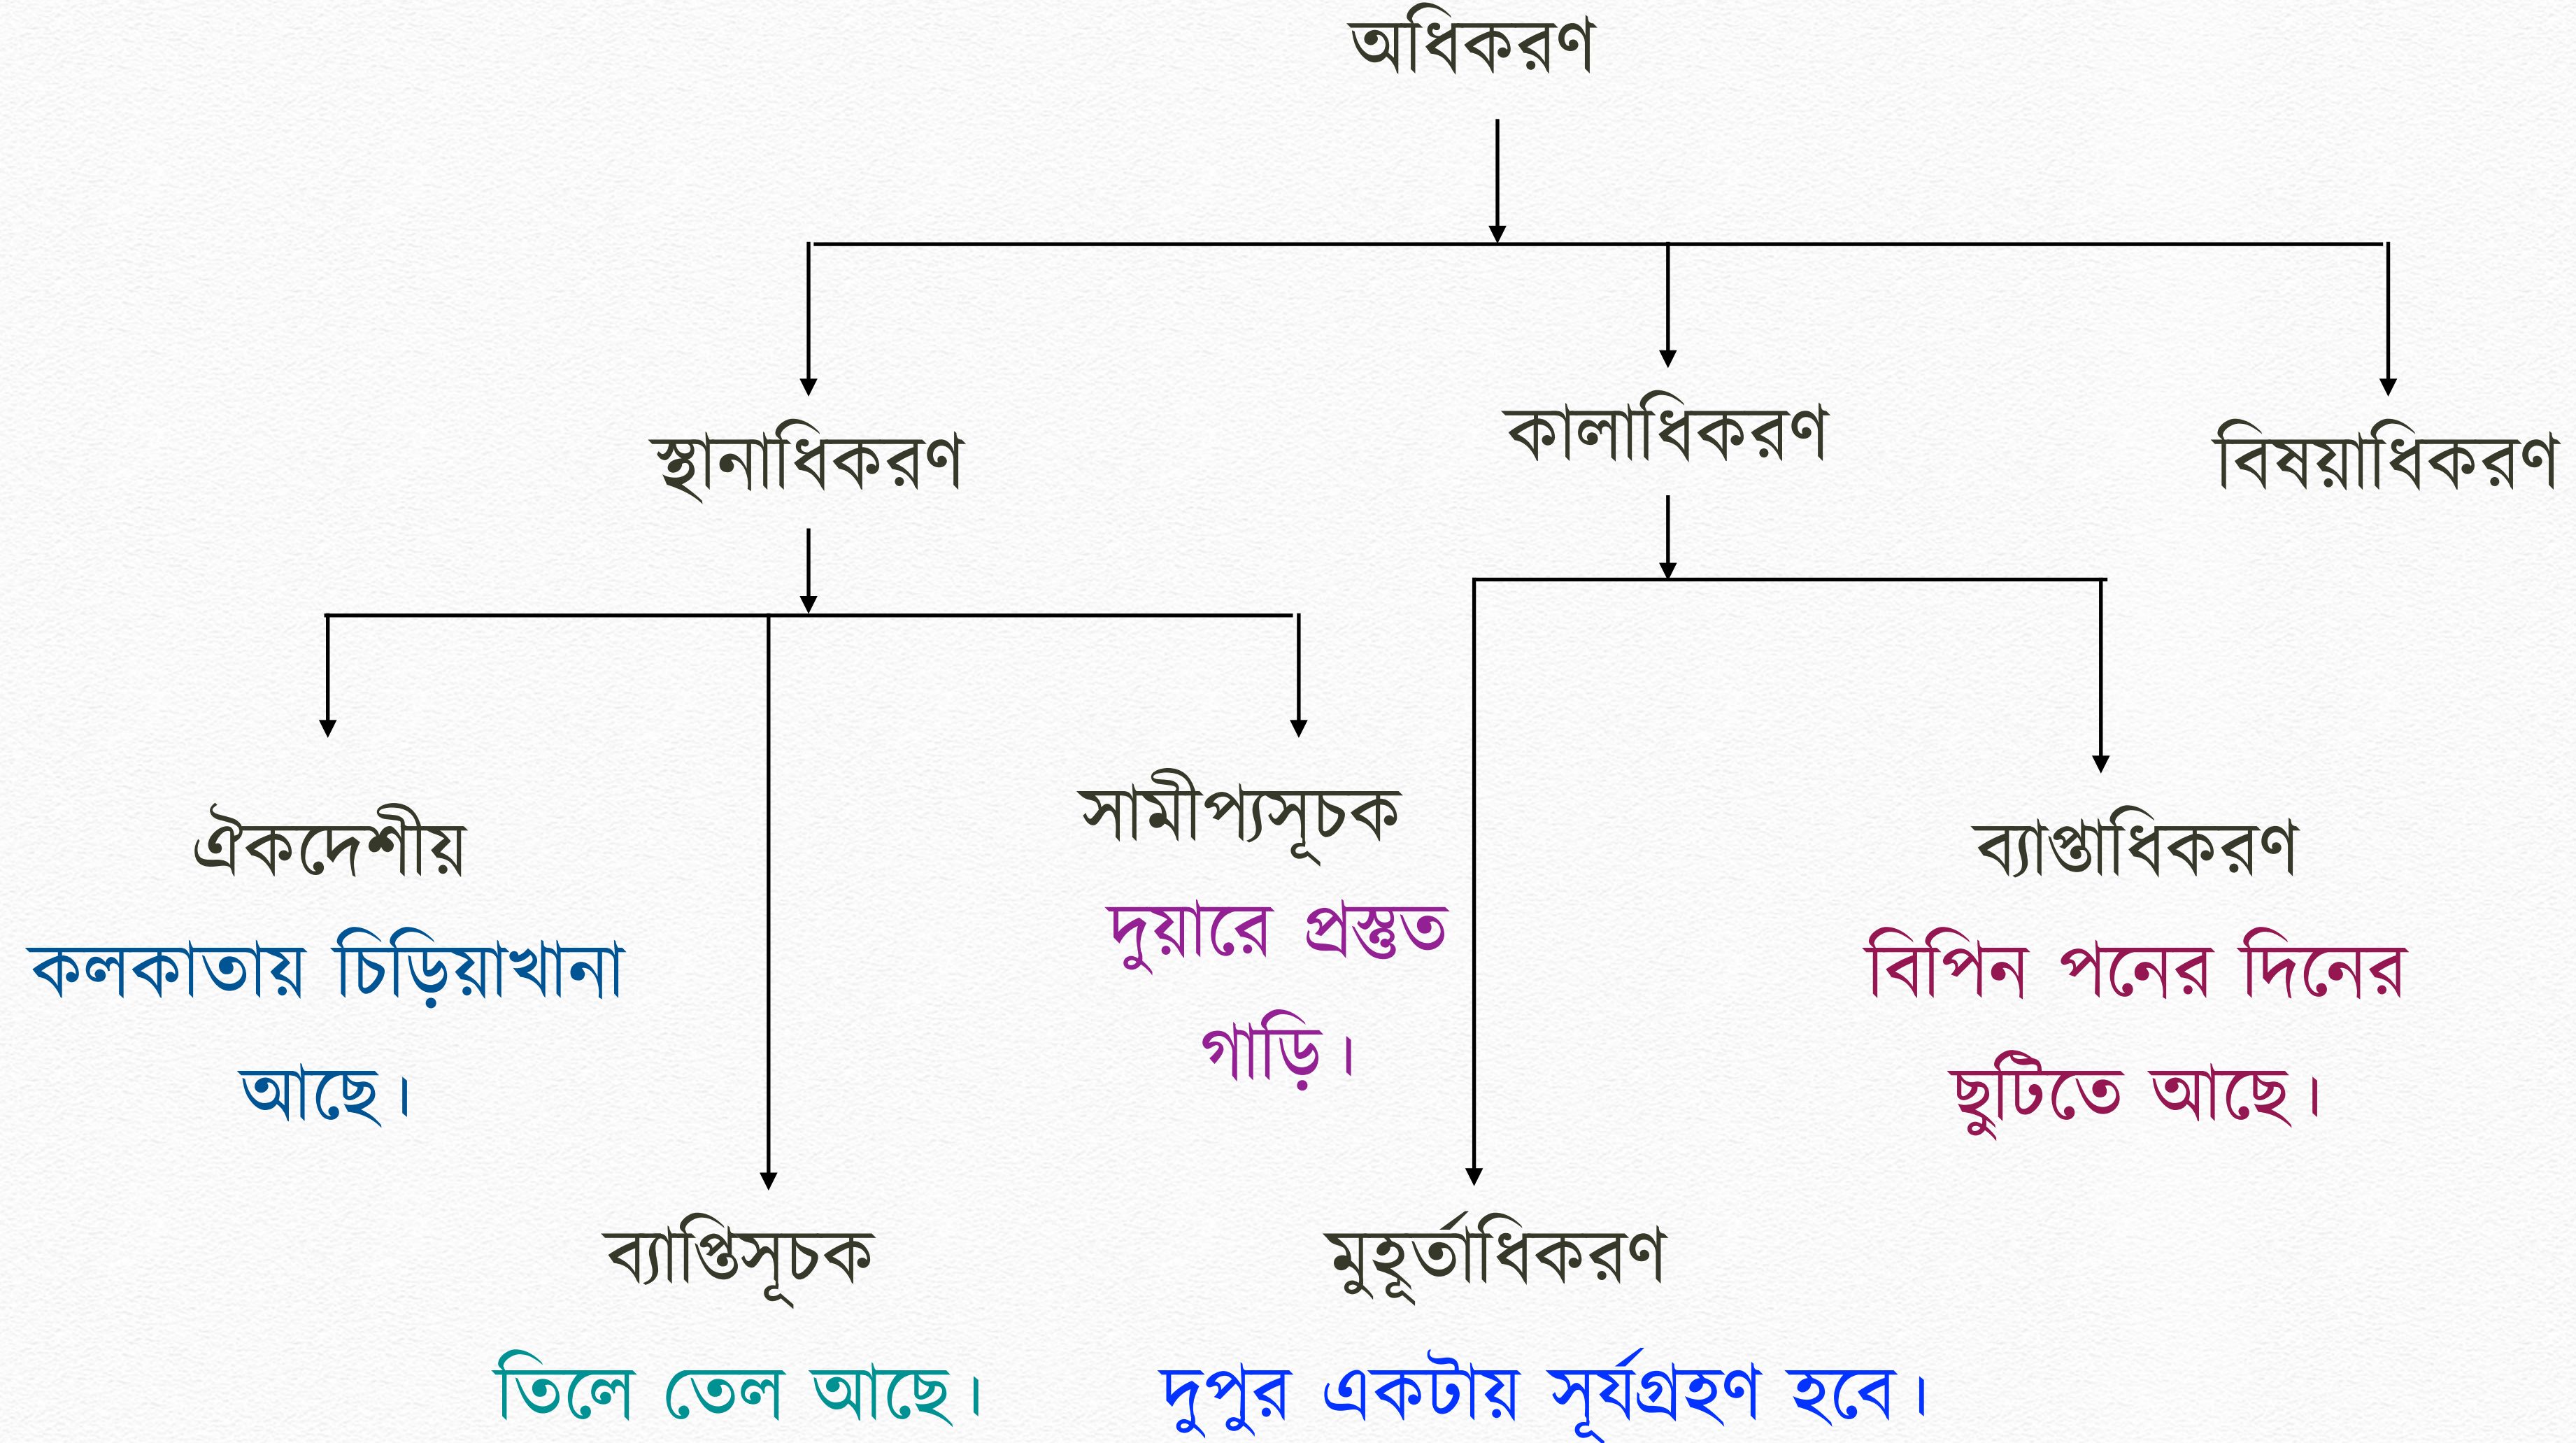 অধিকরণ
স্থানাধিকরণ
কালাধিকরণ
বিষয়াধিকরণ
ঐকদেশীয়
কলকাতায় চিড়িয়াখানা
আছে।
সামীপ্যসূচক
দুয়ারে প্রস্তুত
গাড়ি।
ব্যাপ্তাধিকরণ
বিপিন পনের দিনের
ছুটিতে আছে।
ব্যাপ্তিসূচক
তিলে তেল আছে।
মুহূর্তাধিকরণ
দুপুর একটায় সূর্যগ্রহণ হবে।